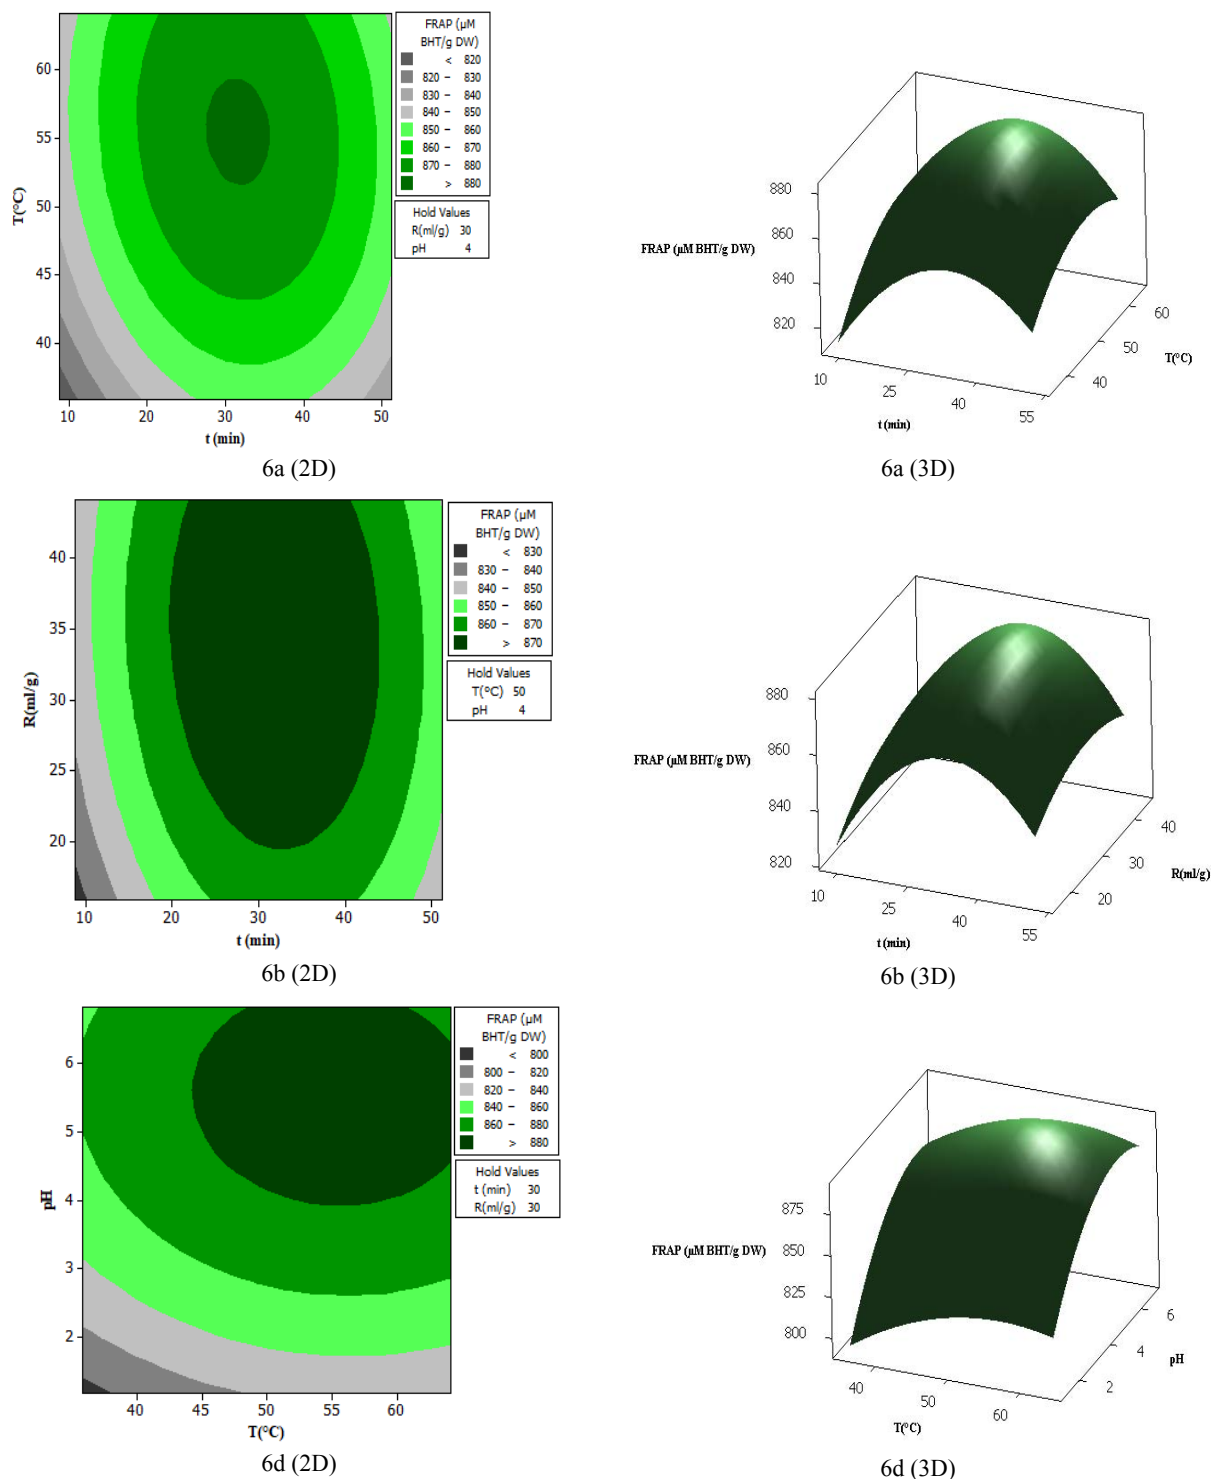 FRAP (µM
BHT/g DW)
< 820
820 – 830
830 – 840
840 – 850
850 – 860
860 – 870
870 – 880
> 880
Hold Values
R(ml/g) 30
pH 4
60
55
50
45
40
T(°C)
10 20 30 40 50
t (min)
6a (2D)
880
860
840
820
FRAP (µM BHT/g DW)
10
25
40
55
t (min)
40
50
60
T(°C)
6a (3D)
FRAP (µM
BHT/g DW)
< 830
830 – 840
840 – 850
850 – 860
860 – 870
> 870
Hold Values
T(°C) 50
pH 4
40
35
30
25
20
R(ml/g)
10 20 30 40 50
t (min)
6b (2D)
880
860
840
820
FRAP (µM BHT/g DW)
10
25
40
55
t (min)
20
30
40
R(ml/g)
6b (3D)
FRAP (µM
BHT/g DW)
< 800
800 – 820
820 – 840
840 – 860
860 – 880
> 880
Hold Values
t (min) 30
R(ml/g) 30
6
5
4
3
2
pH
40 45 50 55 60
T(°C)
6d (2D)
875
850
825
800
FRAP (µM BHT/g DW)
40
50
60
T(°C)
2
4
6
pH
6d (3D)